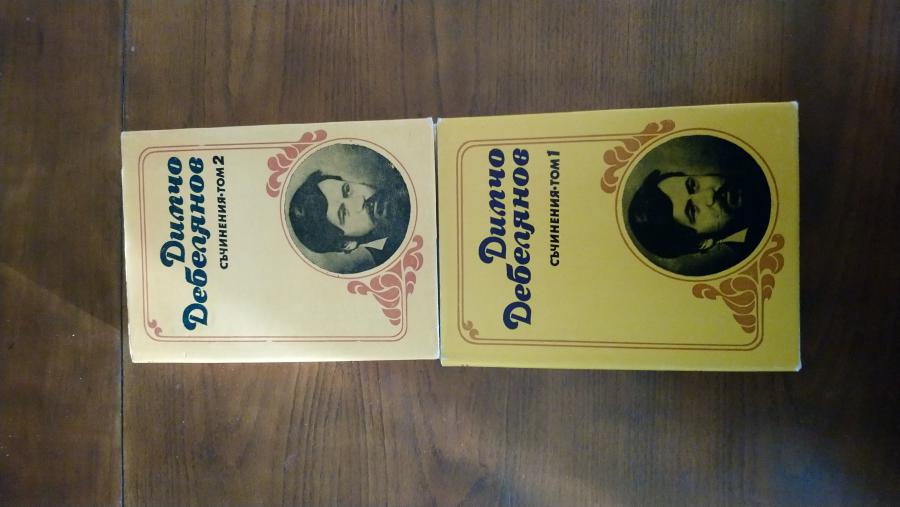 Димчо
Дебелянов
СЪЧИНЕНИЯ·ТОМ 2
Димчо
Дебелянов
СЪЧИНЕНИЯ·ТОМ 1